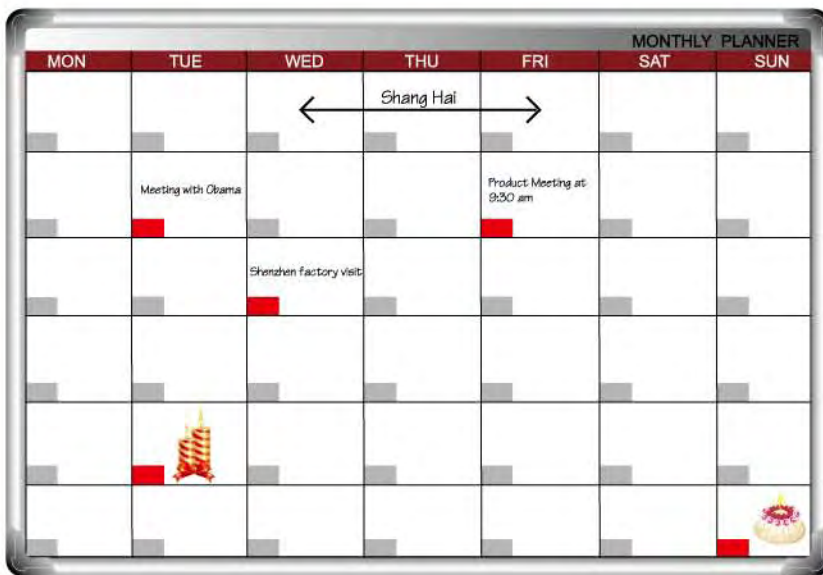 MONTHLY PLANNER
MON TUE WED THU FRI SAT SUN
Shang Hai
Meeting with Obama
Product Meeting at
9:30 am
Shenzhen factory visit